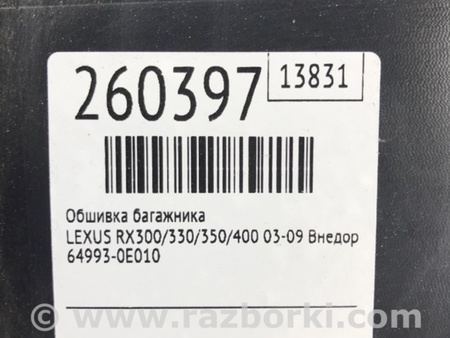 260397
13831
Обшивка багажника
LEXUS RX300/330/350/400 03-09 Внедор
64993-0E010
© www.razborki.com